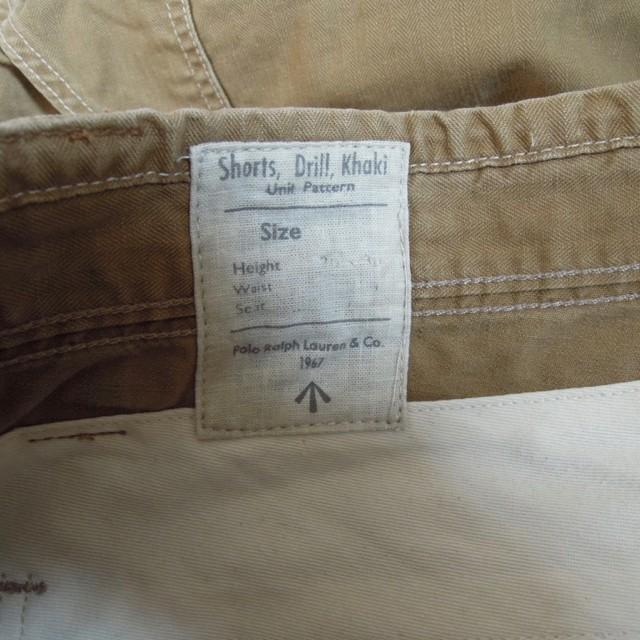 Shorts, Drill, Khaki
Unit Pattern
Size
Height
Waist
Seat
Polo Ralph Lauren & Co.
1967